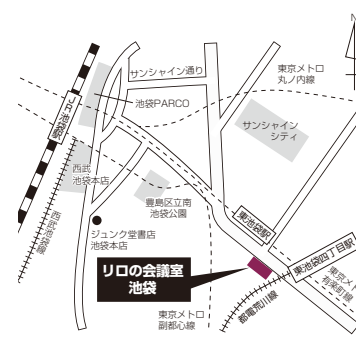 N
サンシャイン通り
東京メトロ
丸ノ内線
JR池袋駅
池袋PARCO
サンシャイン
シティ
西武
池袋本店
豊島区立南
池袋公園
東池袋駅
西武池袋線
ジュンク堂書店
池袋本店
リロの会議室
池袋
東池袋四丁目駅
都電荒川線
東京メト
有楽町線
東京メトロ
副都心線